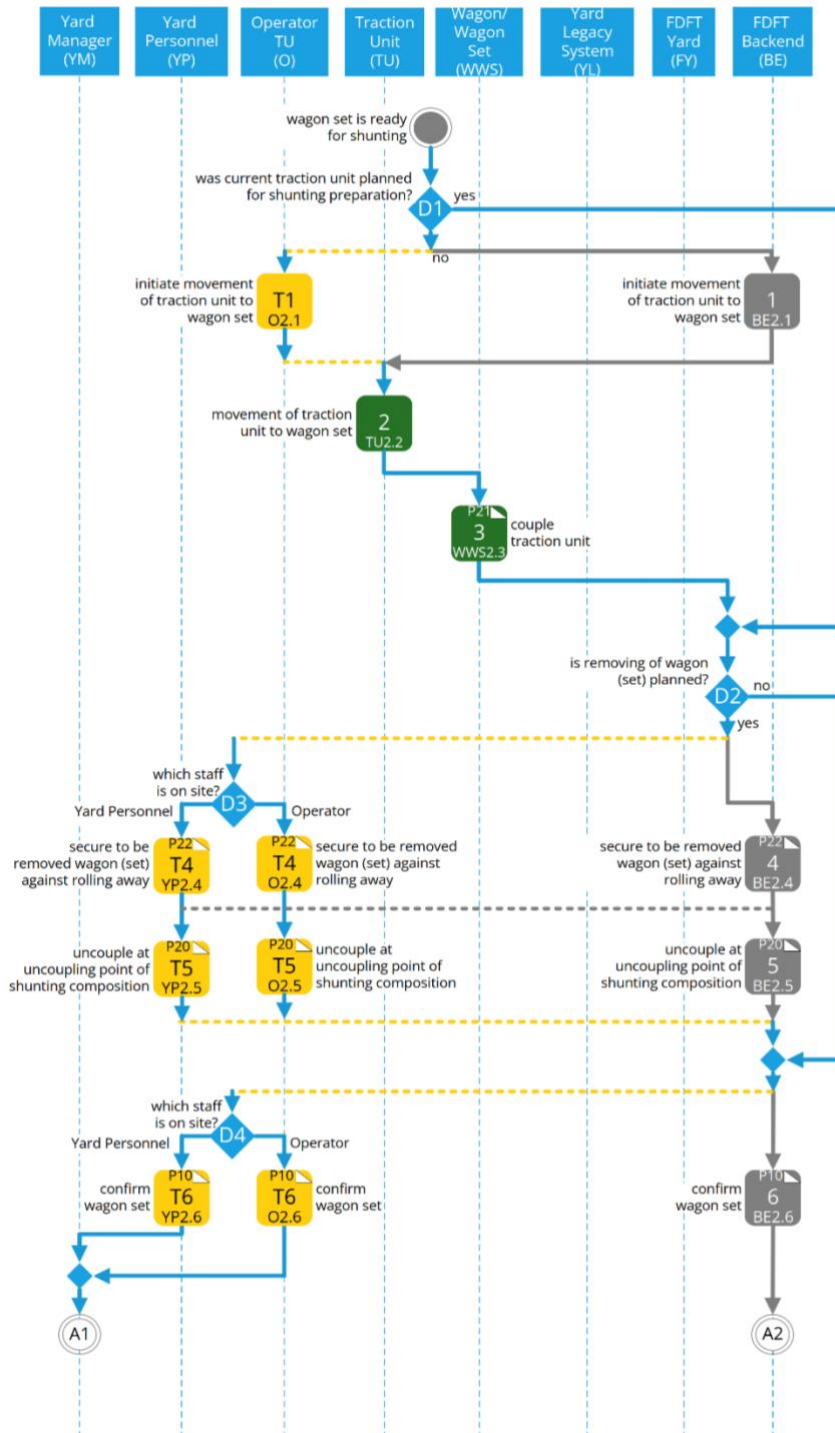 Yard
Manager
(YM)
Yard
Personnel
(YP)
Operator
TU
(O)
Traction
Unit
(TU)
Wagon/
Wagon
Set
(WWS)
Yard
Legacy
System
(YL)
FDFT
Yard
(FY)
FDFT
Backend
(BE)
wagon set is ready
for shunting
was current traction unit planned
for shunting preparation?
D1
yes
no
initiate movement
of traction unit to
wagon set
T1
O2.1
initiate movement
of traction unit to
wagon set
1
BE2.1
movement of traction
unit to wagon set
2
TU2.2
P21
3
WWS2.3
couple
traction unit
is removing of wagon
(set) planned?
D2
no
yes
which staff
is on site?
D3
Yard Personnel
Operator
secure to be
removed wagon (set)
against rolling away
P22
T4
YP2.4
P22
T4
O2.4
secure to be removed
wagon (set) against
rolling away
secure to be removed
wagon (set) against
rolling away
P22
4
BE2.4
uncouple at
uncoupling point of
shunting composition
P20
T5
YP2.5
P20
T5
O2.5
uncouple at
uncoupling point of
shunting composition
uncouple at
uncoupling point of
shunting composition
P20
5
BE2.5
which staff
is on site?
D4
Yard Personnel
Operator
confirm
wagon set
P10
T6
YP2.6
P10
T6
O2.6
confirm
wagon set
confirm
wagon set
P10
6
BE2.6
A1
A2